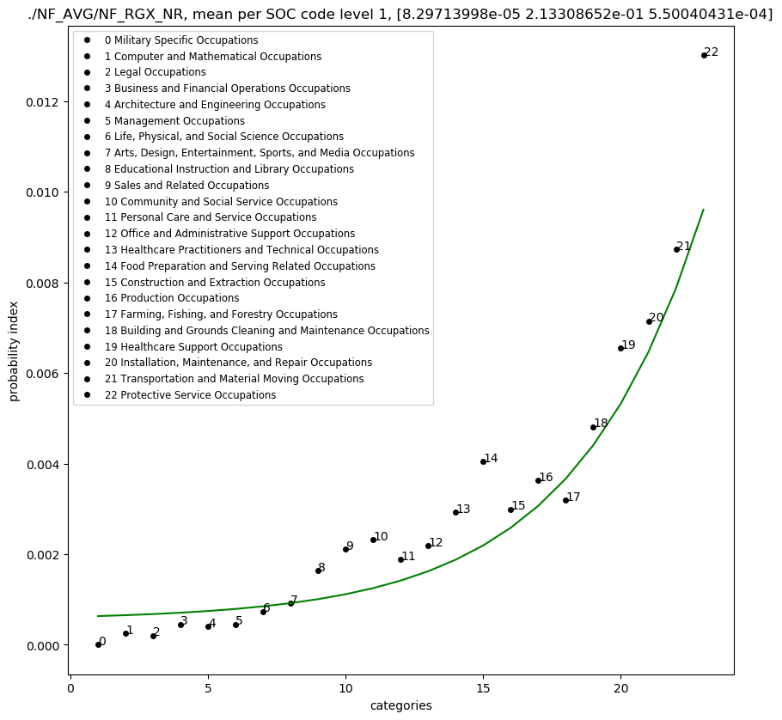 ./NF_AVG/NF_RGX_NR, mean per SOC code level 1, [8.29713998e-05 2.13308652e-01 5.50040431e-04]
0 Military Specific Occupations
1 Computer and Mathematical Occupations
2 Legal Occupations
3 Business and Financial Operations Occupations
4 Architecture and Engineering Occupations
5 Management Occupations
6 Life, Physical, and Social Science Occupations
7 Arts, Design, Entertainment, Sports, and Media Occupations
8 Educational Instruction and Library Occupations
9 Sales and Related Occupations
10 Community and Social Service Occupations
11 Personal Care and Service Occupations
12 Office and Administrative Support Occupations
13 Healthcare Practitioners and Technical Occupations
14 Food Preparation and Serving Related Occupations
15 Construction and Extraction Occupations
16 Production Occupations
17 Farming, Fishing, and Forestry Occupations
18 Building and Grounds Cleaning and Maintenance Occupations
19 Healthcare Support Occupations
20 Installation, Maintenance, and Repair Occupations
21 Transportation and Material Moving Occupations
22 Protective Service Occupations
probability index
0.012
0.010
0.008
0.006
0.004
0.002
0.000
0
1
2
3
4
5
6
7
8
9
10
11
12
13
14
15
16
17
18
19
20
21
22
0
5
10
15
20
categories